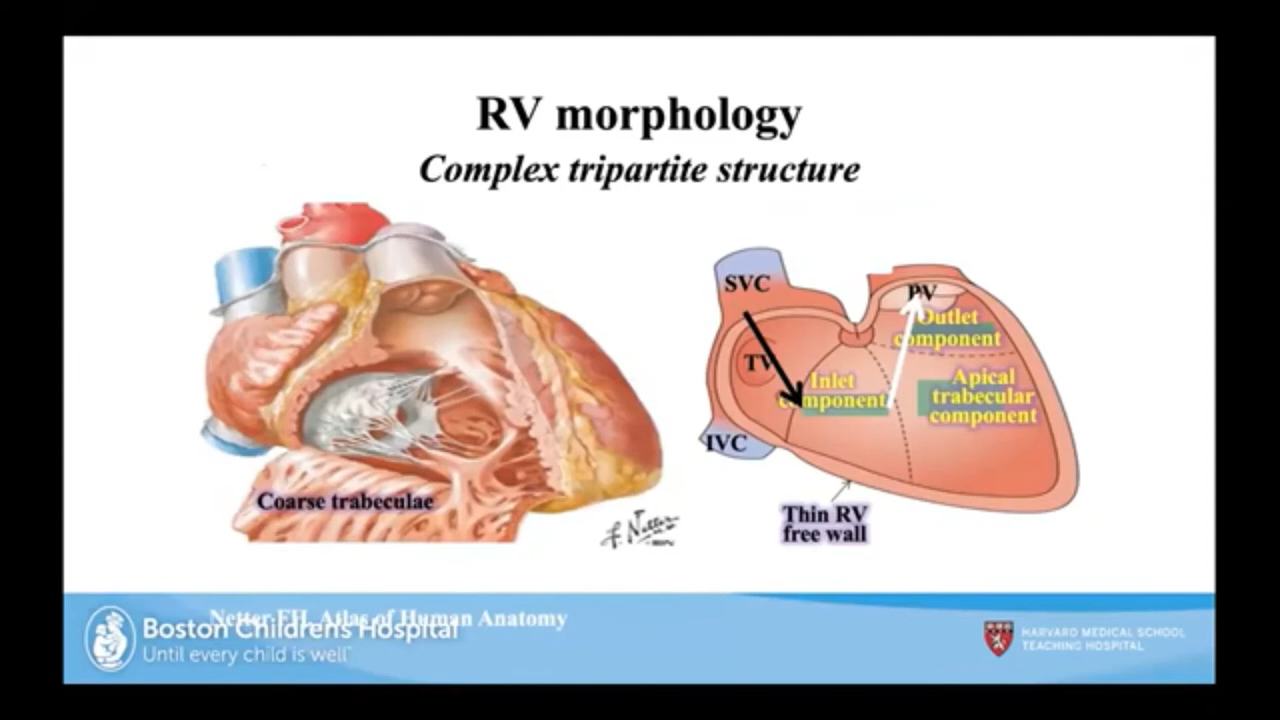 RV morphology
Complex tripartite structure
SVC
PV
Outlet
component
TV
Inlet
component
Apical
trabecular
component
IVC
Coarse trabeculae
Thin RV
free wall
F. Netter
Netter FH, Atlas of Human Anatomy
Boston Children's Hospital
Until every child is well™
HARVARD MEDICAL SCHOOL
TEACHING HOSPITAL